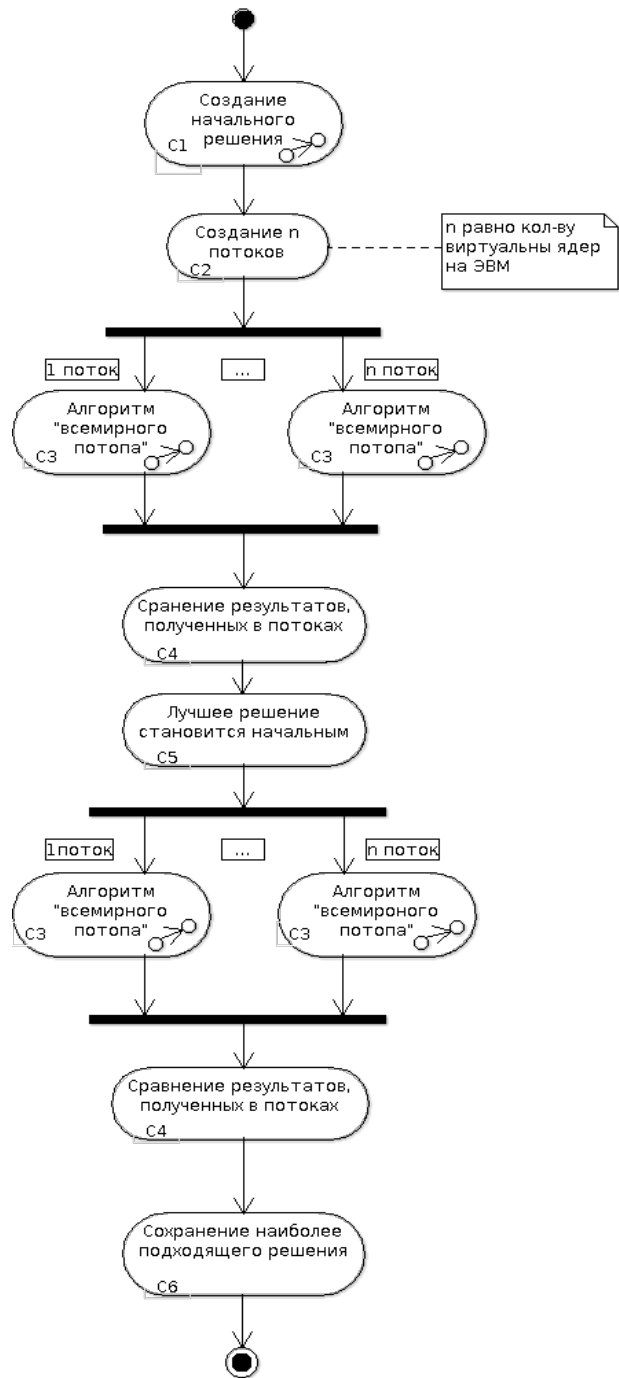 Создание
начального
решения
C1
Создание n
потоков
C2
n равно кол-ву
виртуальны ядер
на ЭВМ
1 поток
...
n поток
Алгоритм
"всемирного
потопа"
C3
Алгоритм
"всемирного
потопа"
C3
Сранение результатов,
полученных в потоках
C4
Лучшее решение
становится начальным
C5
1поток
...
n поток
Алгоритм
"всемирного
потопа"
C3
Алгоритм
"всемироного
потопа"
C3
Сравнение результатов,
полученных в потоках
C4
Сохранение наиболее
подходящего решения
C6